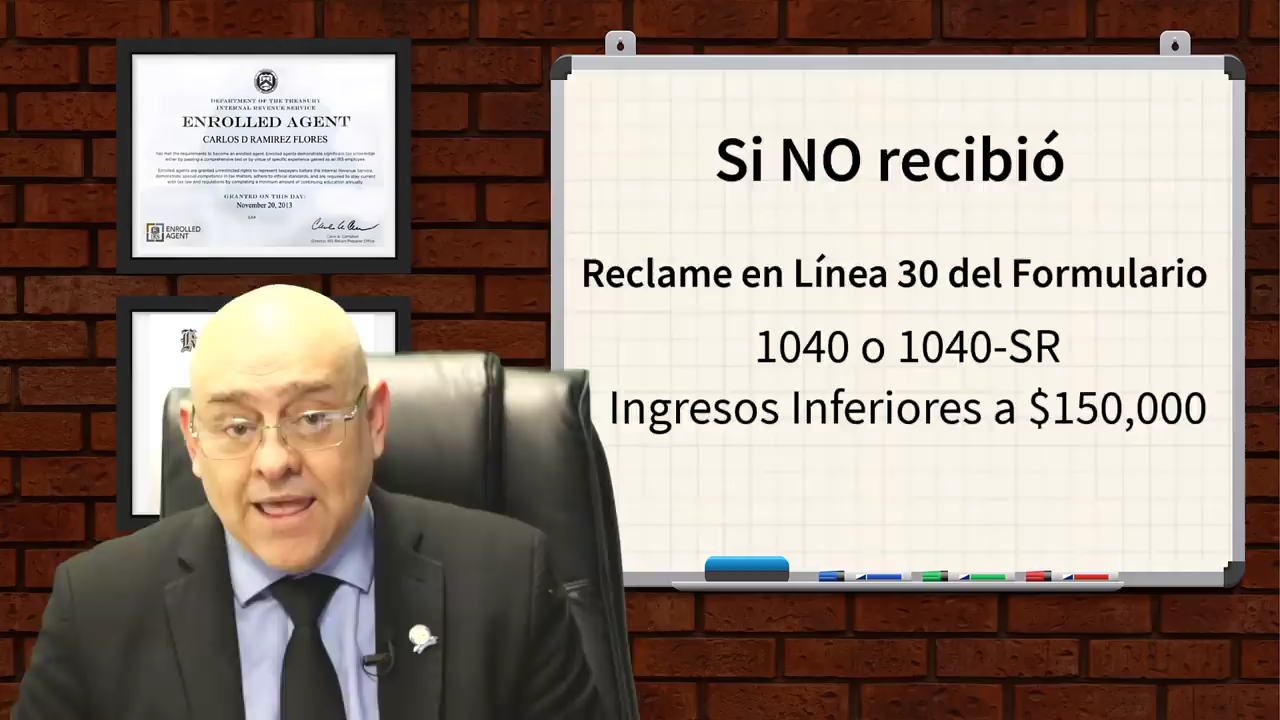 DEPARTMENT OF THE TREASURY
INTERNAL REVENUE SERVICE
ENROLLED AGENT
CARLOS D RAMIREZ FLORES
GRANTED ON THIS DAY:
November 20, 2013
ENROLLED
AGENT
Si NO recibió
Reclame en Línea 30 del Formulario
1040 o 1040-SR
Ingresos Inferiores a $150,000